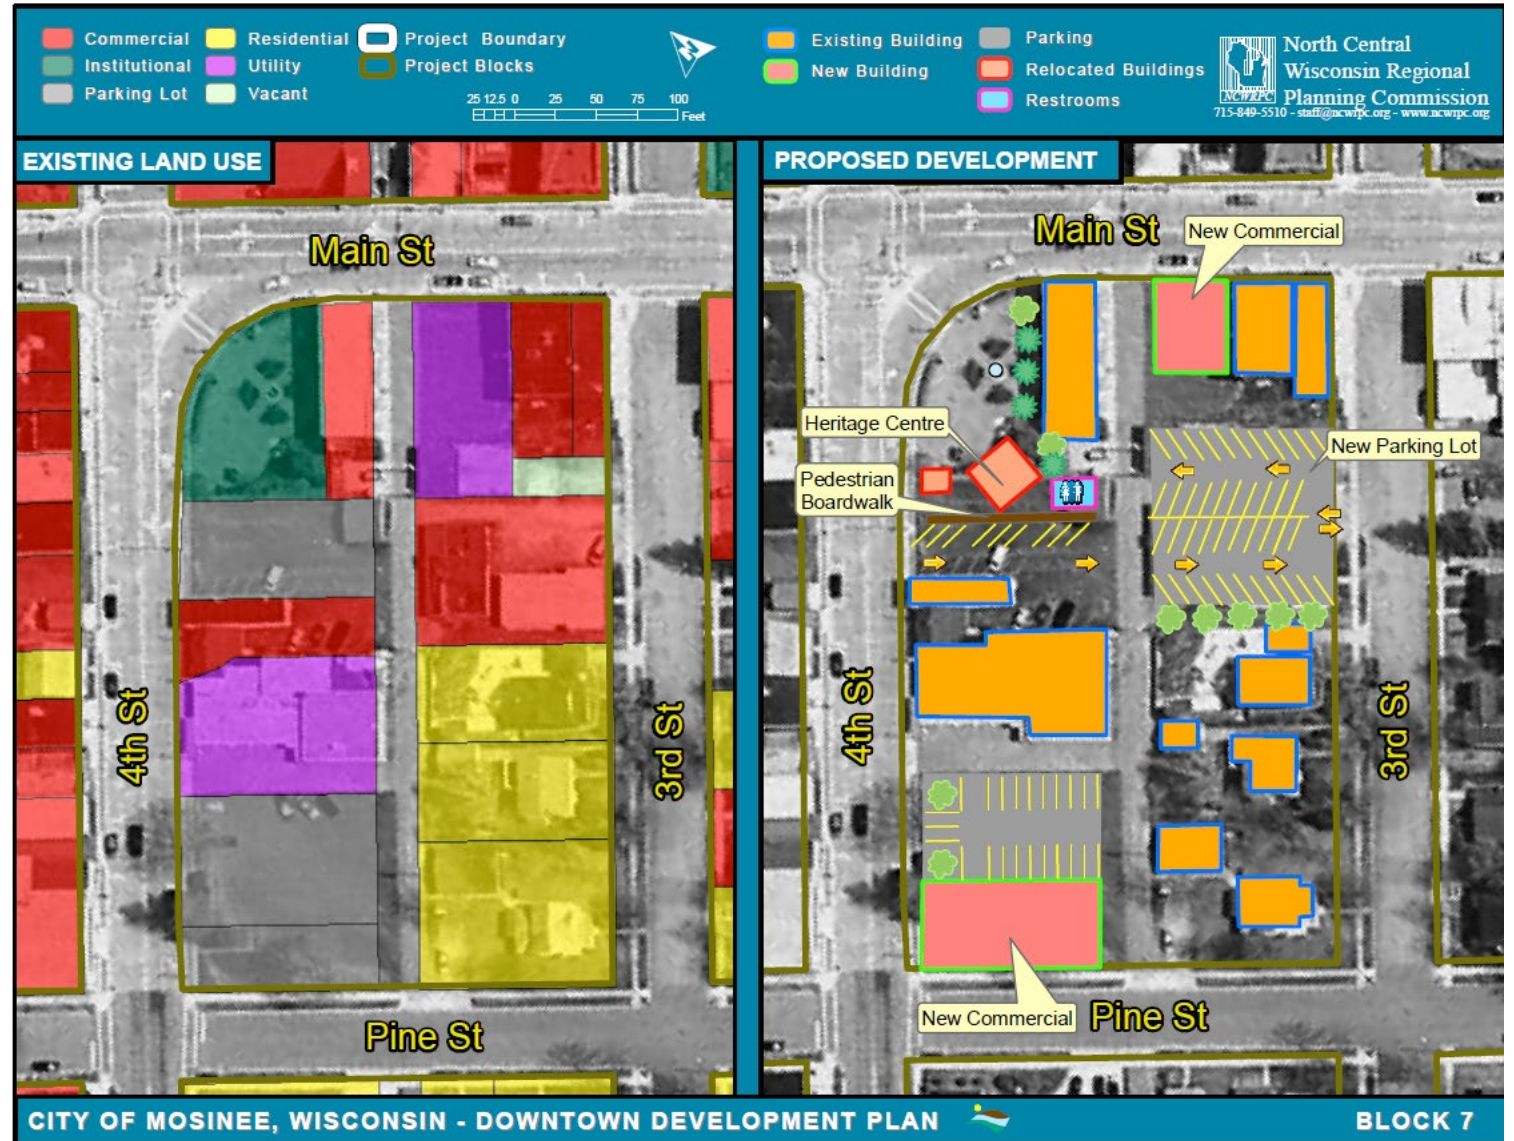 Commercial
Residential
Project Boundary
Institutional
Utility
Project Blocks
Parking Lot
Vacant
25 12.5 0 25 50 75 100
Feet
Existing Building
Parking
New Building
Relocated Buildings
Restrooms
NCWRPC
North Central
Wisconsin Regional
Planning Commission
715-849-5510 - staff@ncwrpc.org - www.ncwrpc.org
EXISTING LAND USE
Main St
4th St
3rd St
Pine St
PROPOSED DEVELOPMENT
Main St
New Commercial
Heritage Centre
New Parking Lot
Pedestrian
Boardwalk
4th St
3rd St
New Commercial
Pine St
CITY OF MOSINEE, WISCONSIN - DOWNTOWN DEVELOPMENT PLAN
BLOCK 7